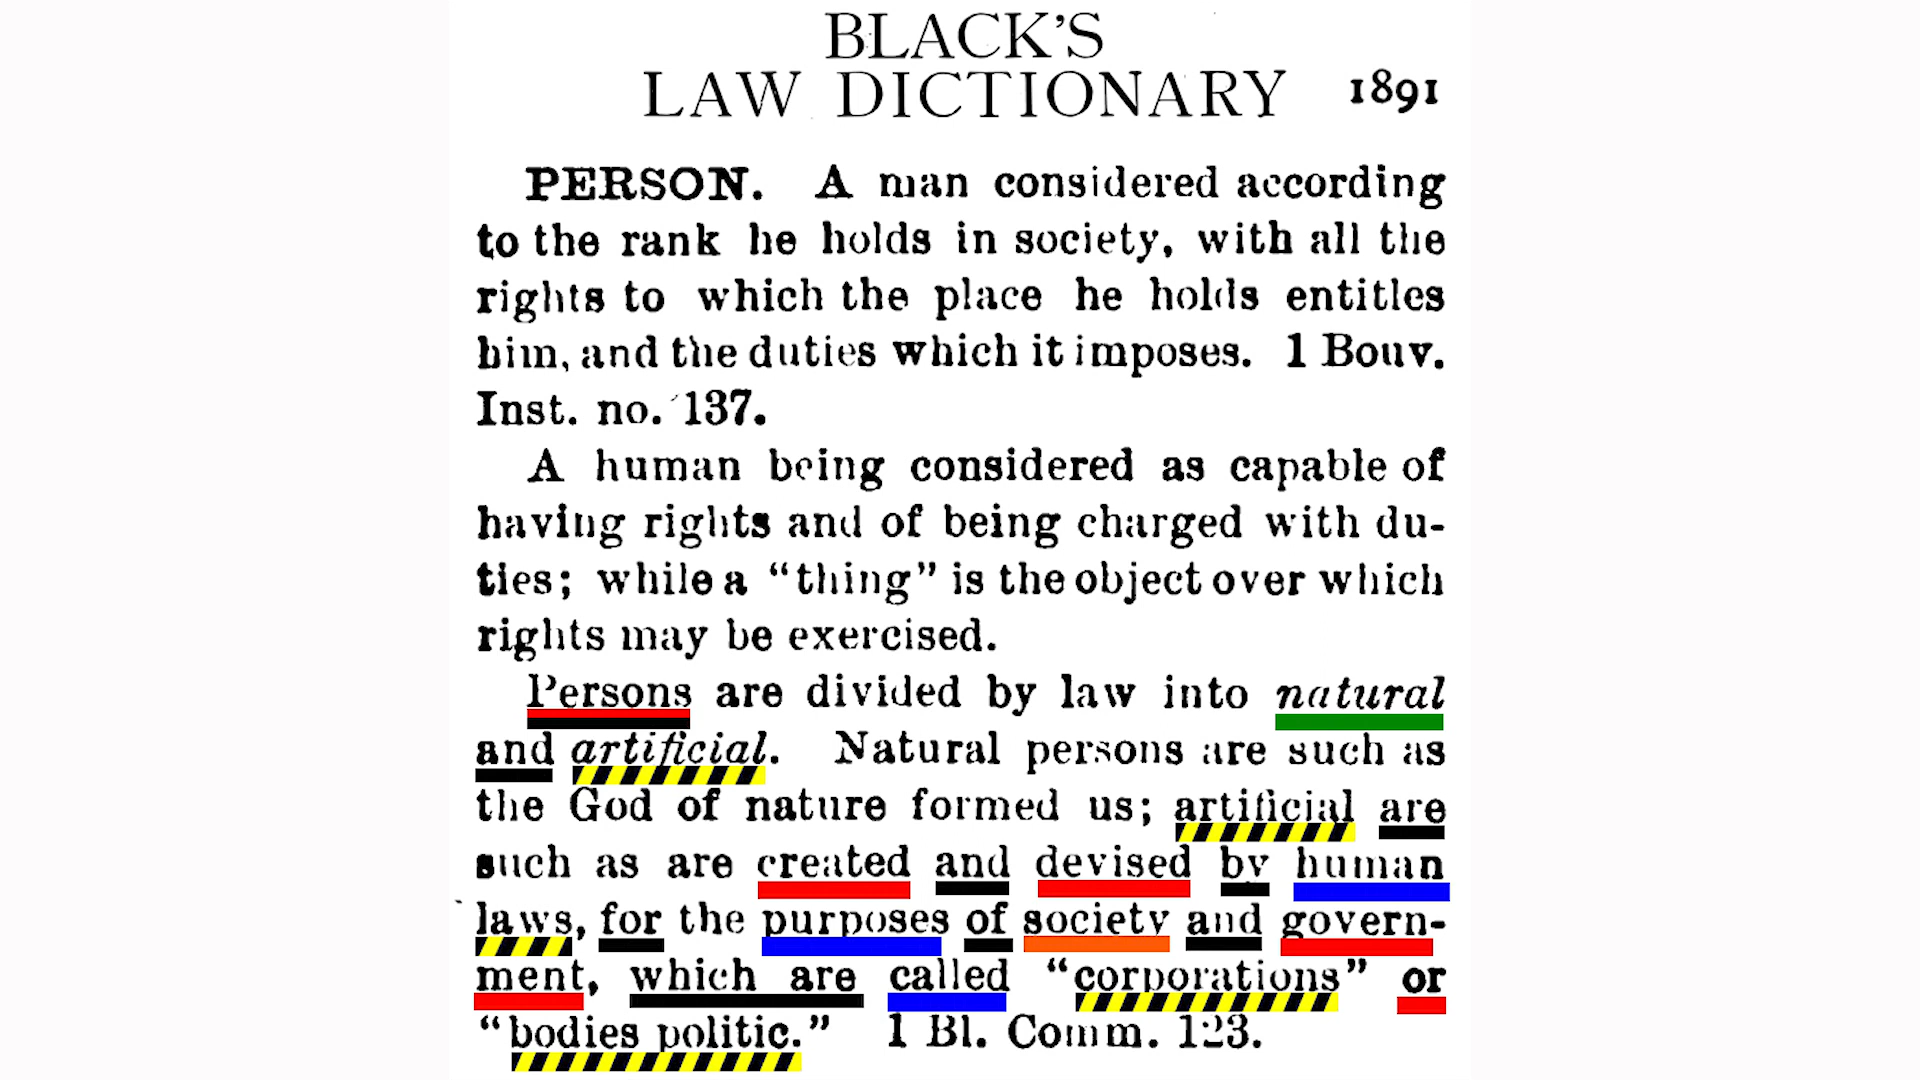 BLACK'S
LAW DICTIONARY 1891
PERSON. A man considered according
to the rank he holds in society, with all the
rights to which the place he holds entitles
him, and the duties which it imposes. 1 Bouv.
Inst. no. 137.
A human being considered as capable of
having rights and of being charged with du-
ties; while a “thing” is the object over which
rights may be exercised.
Persons are divided by law into natural
and artificial. Natural persons are such as
the God of nature formed us; artificial are
such as are created and devised by human
laws, for the purposes of society and govern-
ment, which are called “corporations” or
“bodies politic.” 1 Bl. Comm. 123.